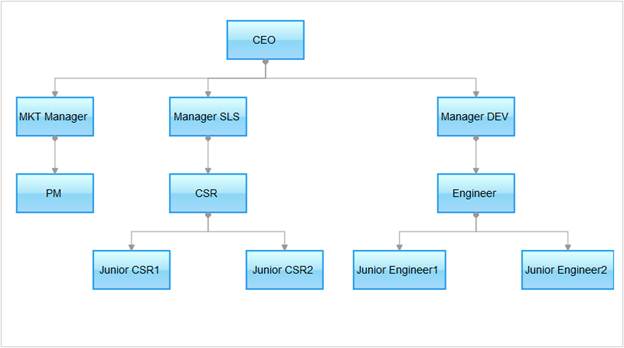 CEO
MKT Manager
Manager SLS
Manager DEV
PM
CSR
Engineer
Junior CSR1
Junior CSR2
Junior Engineer1
Junior Engineer2